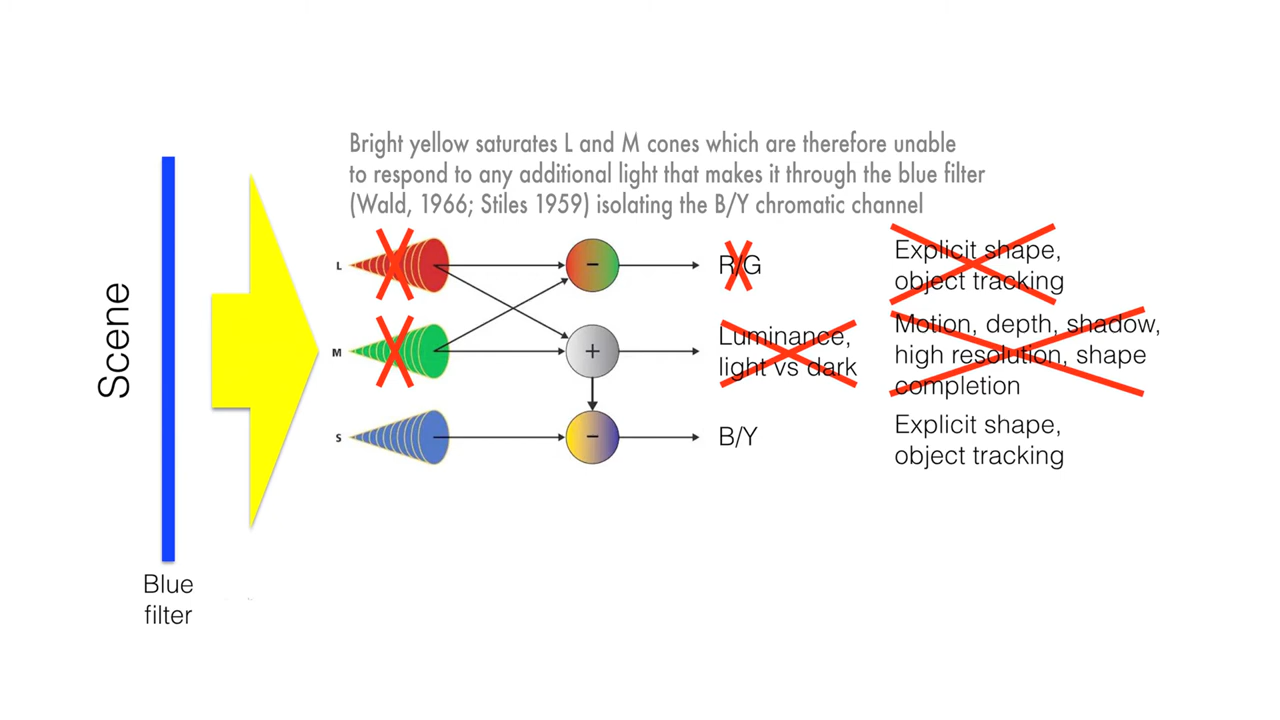 Bright yellow saturates L and M cones which are therefore unable
to respond to any additional light that makes it through the blue filter
(Wald, 1966; Stiles 1959) isolating the B/Y chromatic channel
Scene
Blue
filter
L
M
S
−
+
−
R/G
Luminance,
light vs dark
B/Y
Explicit shape,
object tracking
Motion, depth, shadow,
high resolution, shape
completion
Explicit shape,
object tracking